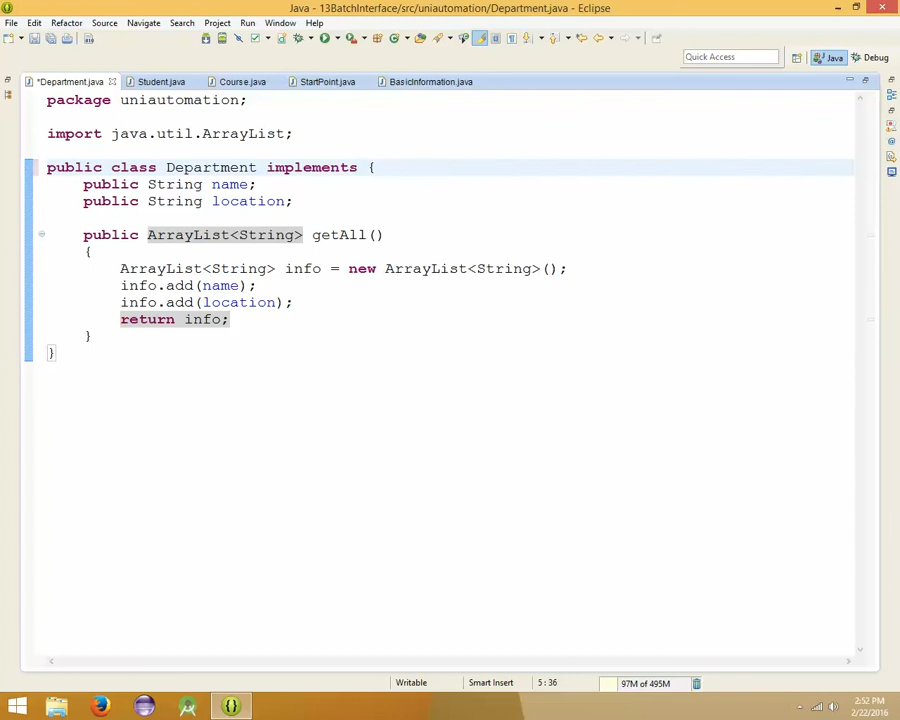 Java - 13BatchInterface/src/uniautomation/Department.java - Eclipse
File Edit Refactor Source Navigate Search Project Run Window Help
Quick Access
Java
Debug
*Department.java
Student.java
Course.java
StartPoint.java
BasicInformation.java
package uniautomation;
import java.util.ArrayList;
public class Department implements {
public String name;
public String location;
public ArrayList<String> getAll()
{
ArrayList<String> info = new ArrayList<String>();
info.add(name);
info.add(location);
return info;
}
}
Writable
Smart Insert
5 : 36
97M of 495M
2:52 PM
2/22/2016